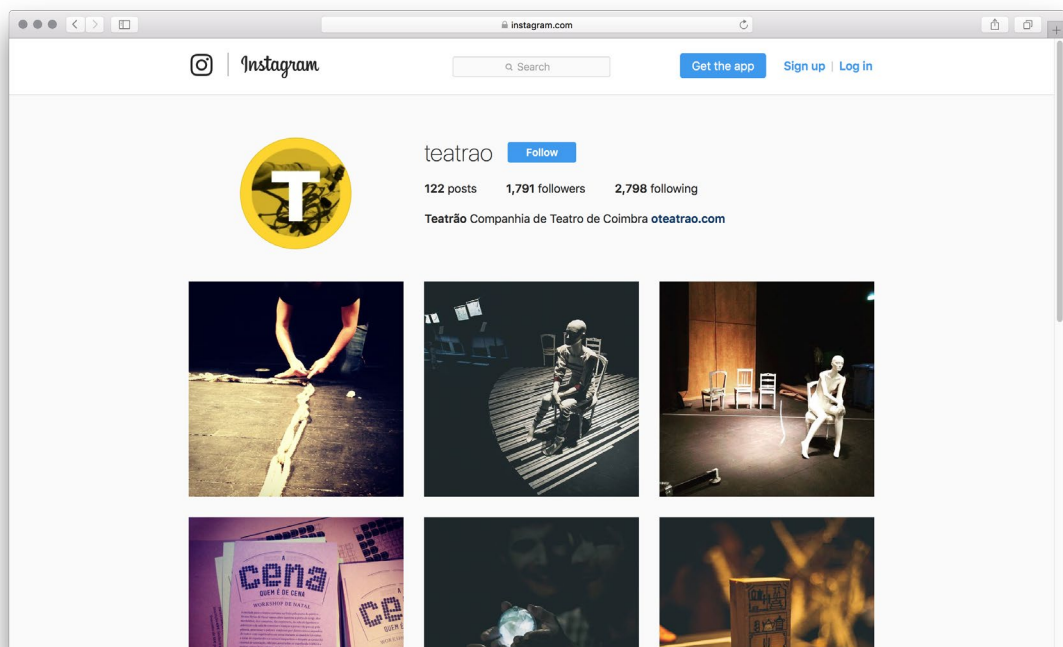 instagram.com
Instagram
Search
Get the app
Sign up | Log in
T
teatrao
Follow
122 posts 1,791 followers 2,798 following
Teatrão Companhia de Teatro de Coimbra oteatrao.com
A
cena
QUEM É DE CENA
WORKSHOP DE NATAL
ce
QUEM É